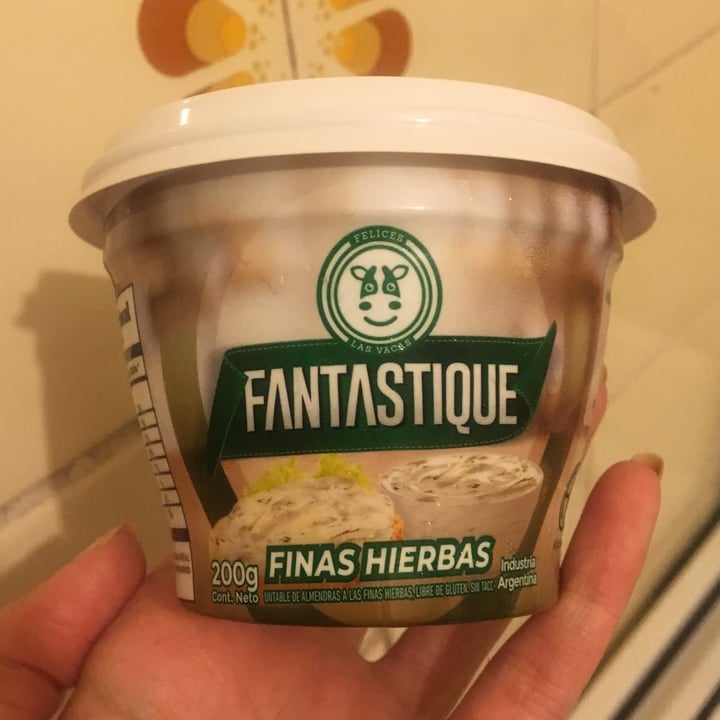 FELICES
LAS VACAS
FANTASTIQUE
FINAS HIERBAS
200g
Cont. Neto
UNTABLE DE ALMENDRAS A LAS FINAS HIERBAS, LIBRE DE GLUTEN. SIN TACC.
Industria
Argentina